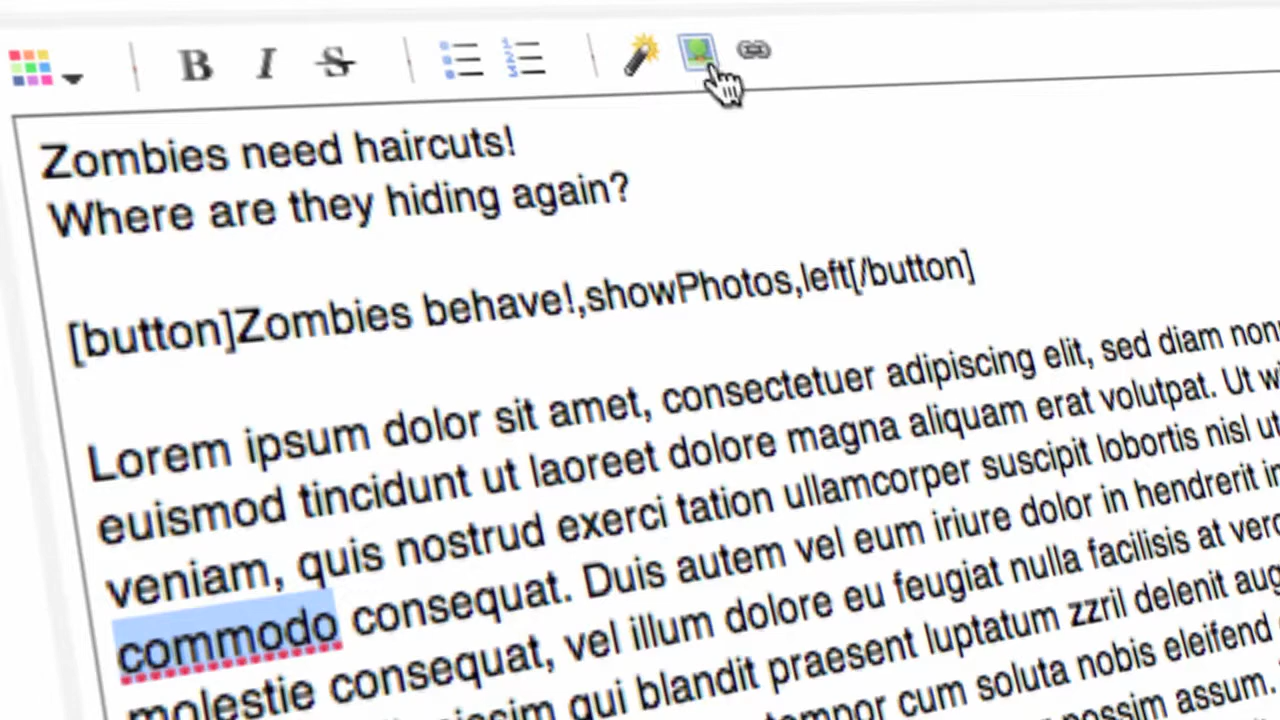 B I S
Zombies need haircuts!
Where are they hiding again?
[button]Zombies behave!,showPhotos,left[/button]
Lorem ipsum dolor sit amet, consectetuer adipiscing elit, sed diam
euismod tincidunt ut laoreet dolore magna aliquam erat volutpat. Ut
veniam, quis nostrud exerci tation ullamcorper suscipit lobortis nisl ut
commodo consequat. Duis autem vel eum iriure dolor in hendrerit in
molestie consequat, vel illum dolore eu feugiat nulla facilisis at
qui blandit praesent luptatum zzril delenit
cum soluta nobis eleifend
possim assum.